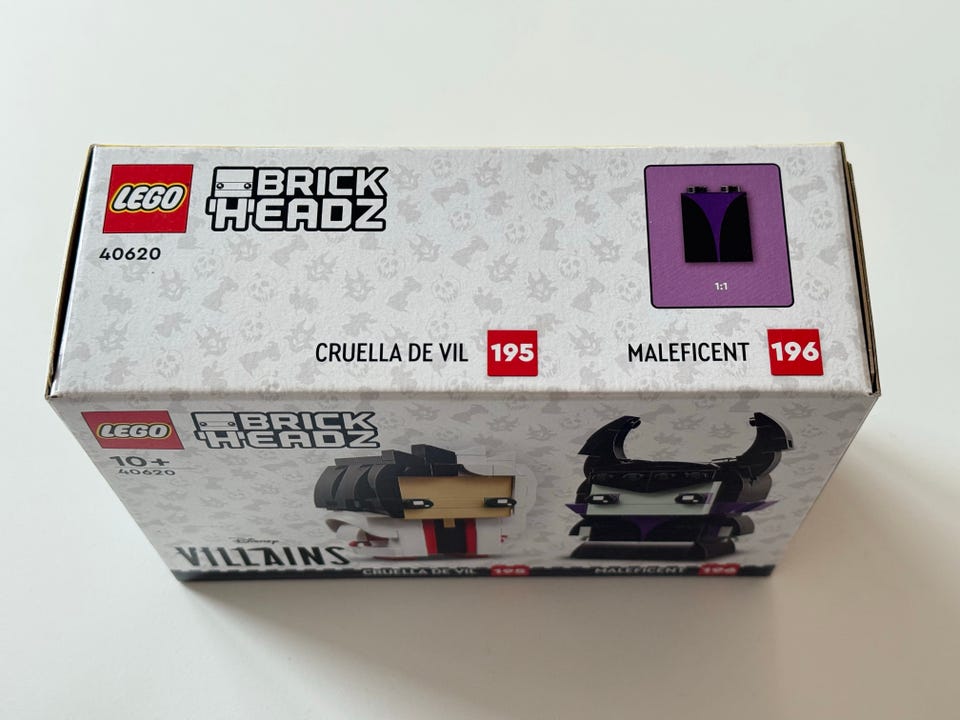 LEGO
BRICK
HEADZ
40620
1:1
CRUELLA DE VIL 195
MALEFICENT 196
LEGO
BRICK
HEADZ
10+
40620
Disney
VILLAINS
CRUELLA DE VIL 195
MALEFICENT 196